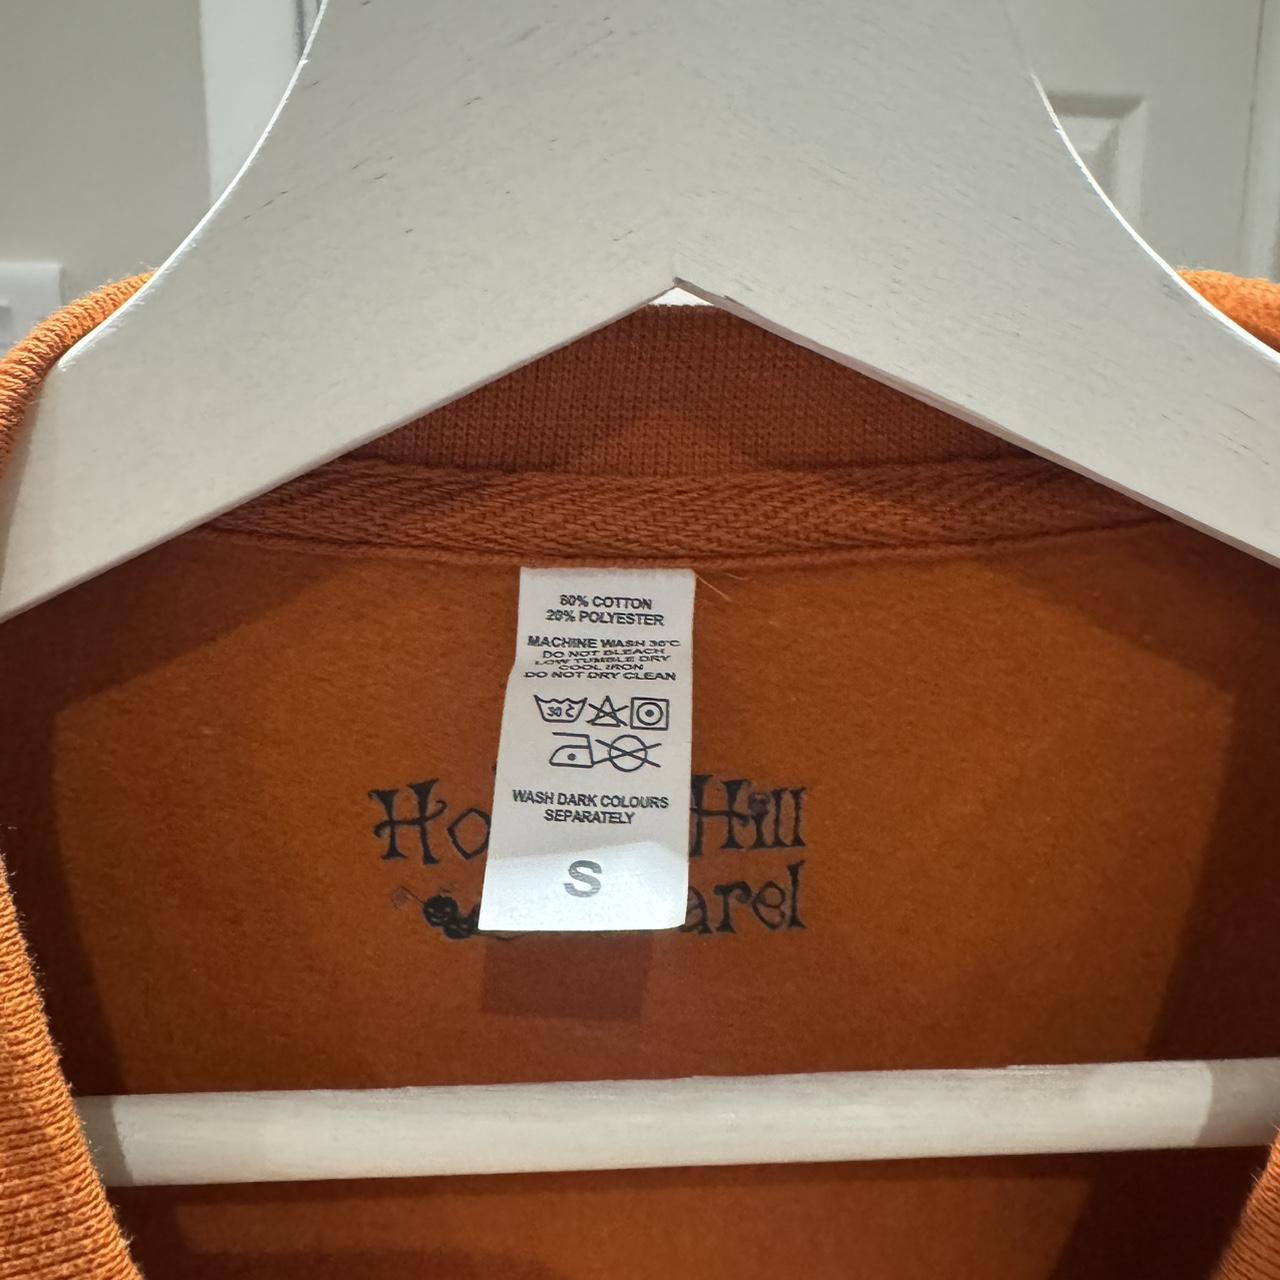 80% COTTON
20% POLYESTER
MACHINE WASH 30°C
DO NOT BLEACH
LOW TUMBLE DRY
COOL IRON
DO NOT DRY CLEAN
30 C
WASH DARK COLOURS
SEPARATELY
S
Ho Hill
arel